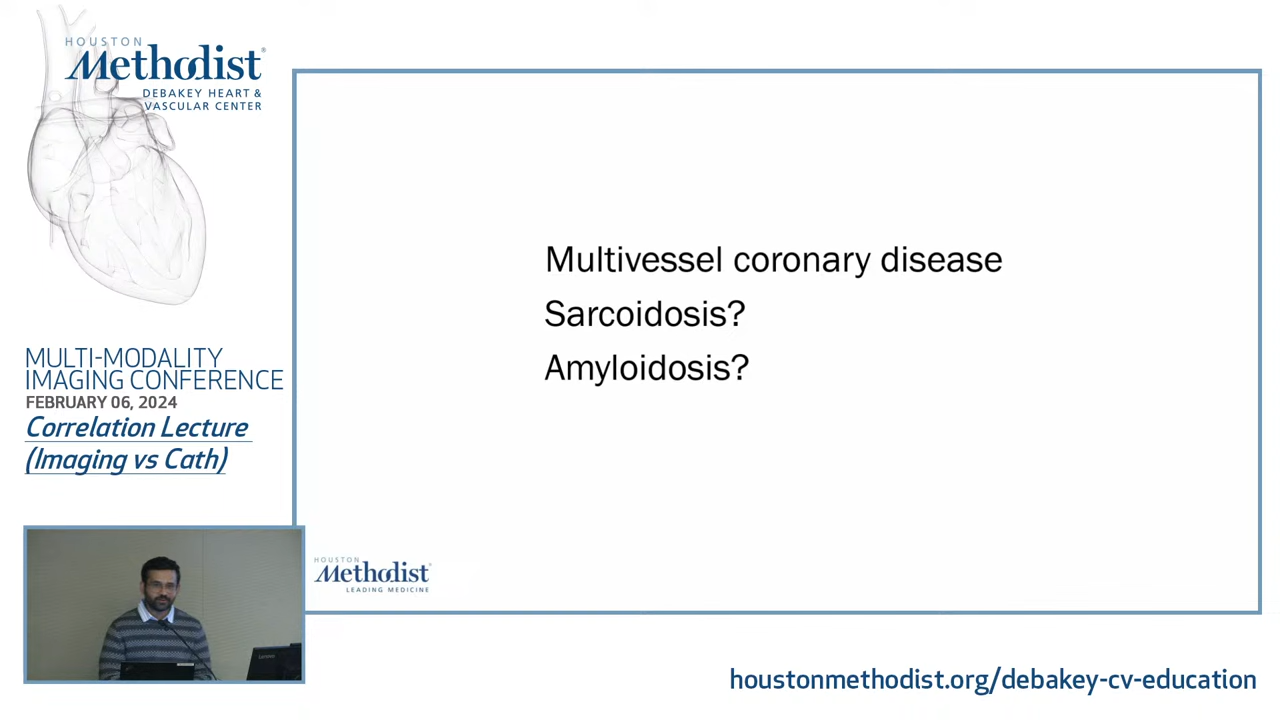 HOUSTON
Methodist®
DEBAKEY HEART &
VASCULAR CENTER
MULTI-MODALITY
IMAGING CONFERENCE
FEBRUARY 06, 2024
Correlation Lecture
(Imaging vs Cath)
Multivessel coronary disease
Sarcoidosis?
Amyloidosis?
HOUSTON
Methodist®
LEADING MEDICINE
Lenovo
houstonmethodist.org/debakey-cv-education